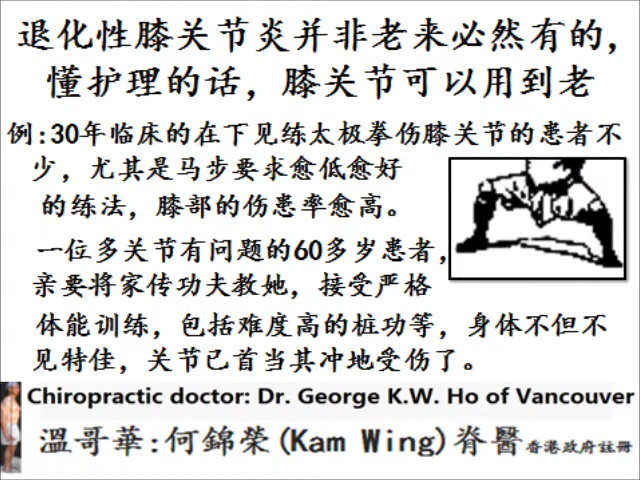 退化性膝关节炎并非老来必然有的，
懂护理的话，膝关节可以用到老
例:30年临床的在下见练太极拳伤膝关节的患者不
少，尤其是马步要求愈低愈好
的练法，膝部的伤患率愈高。
一位多关节有问题的60多岁患者，
亲要将家传功夫教她，接受严格
体能训练，包括难度高的桩功等，身体不但不
见特佳，关节已首当其冲地受伤了。
Chiropractic doctor: Dr. George K.W. Ho of Vancouver
溫哥華:何錦榮(Kam Wing)脊醫香港政府註冊